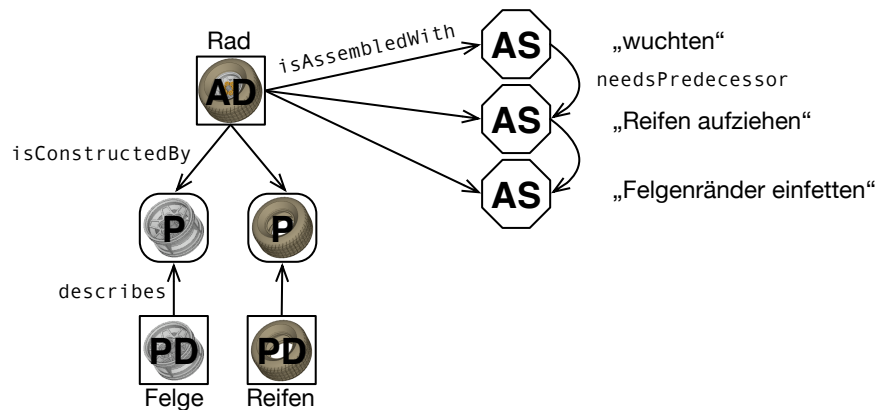 Rad
AD
isAssembledWith
AS
„wuchten“
needsPredecessor
AS
„Reifen aufziehen“
isConstructedBy
AS
„Felgenränder einfetten“
P
P
describes
PD
PD
Felge
Reifen